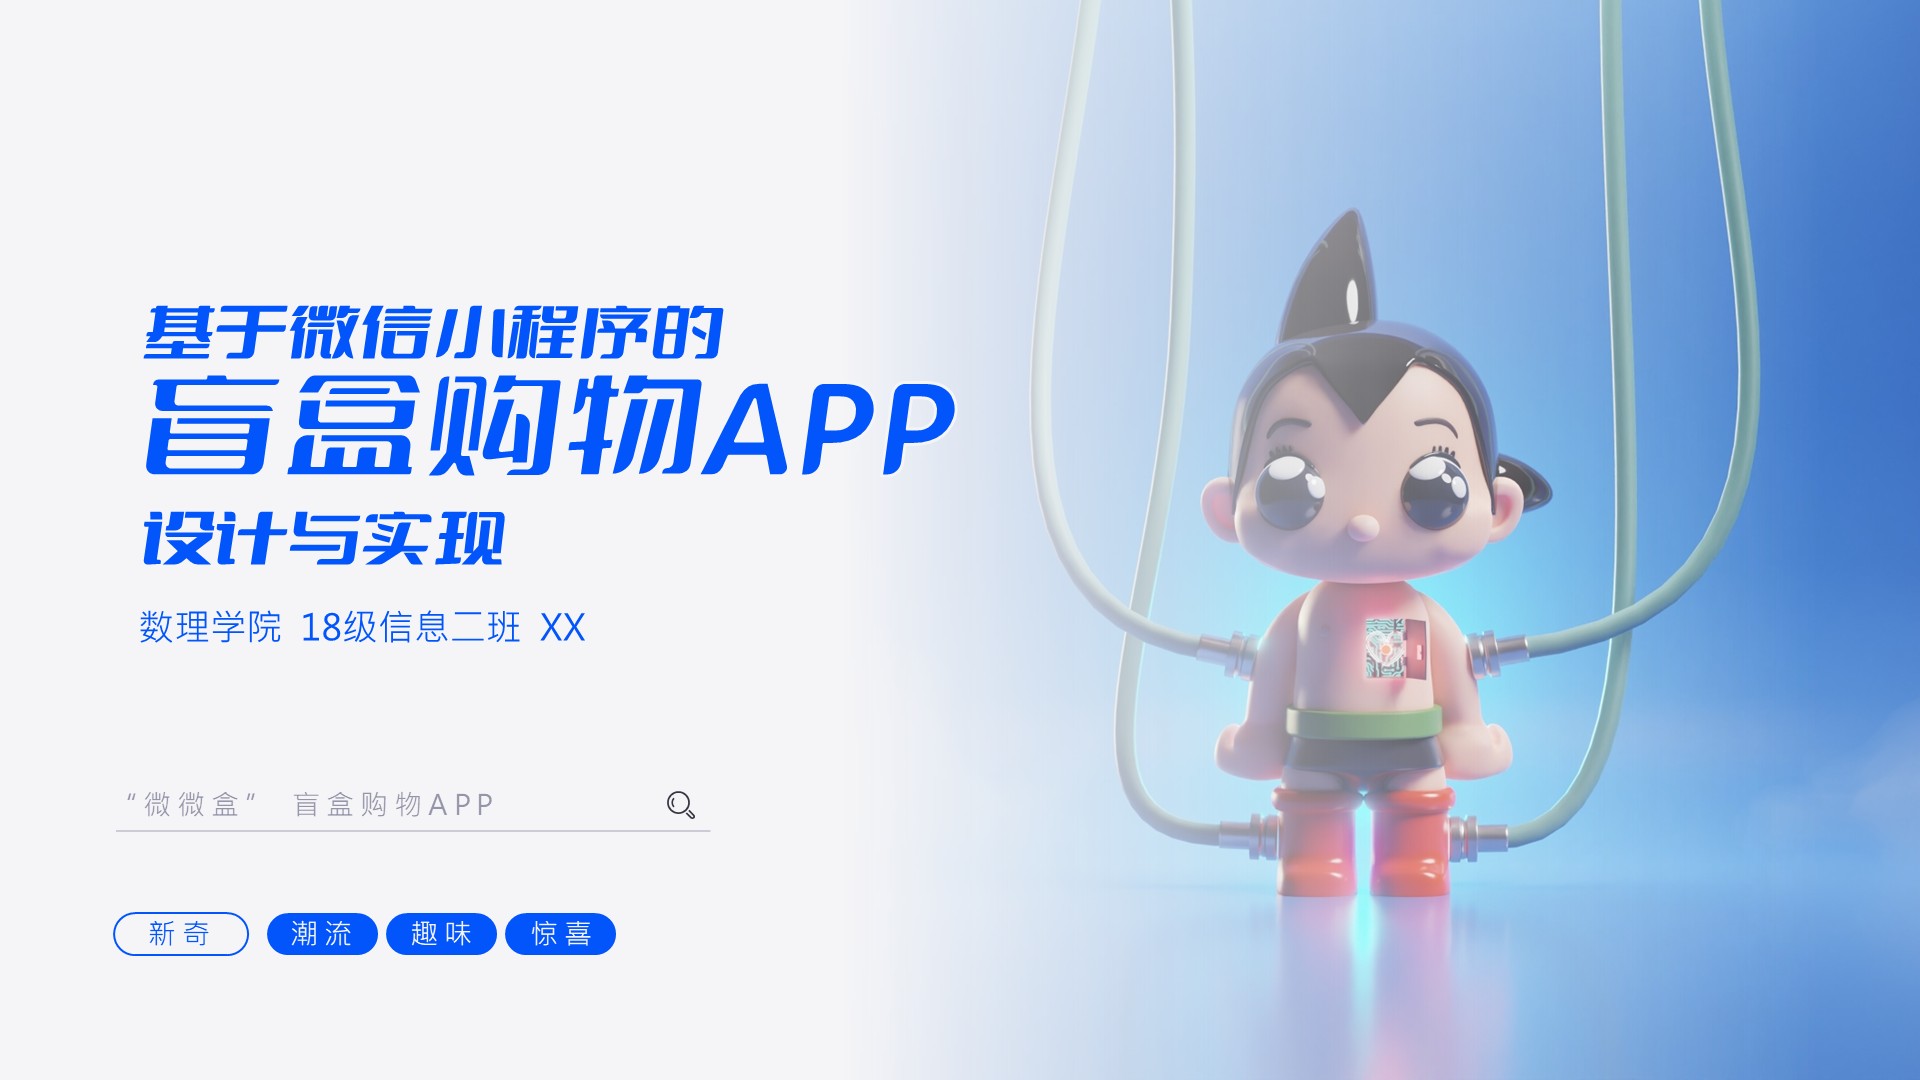 基于微信小程序的
盲盒购物APP
设计与实现
数理学院 18级信息二班 XX
“微微盒” 盲盒购物APP
新奇 潮流 趣味 惊喜